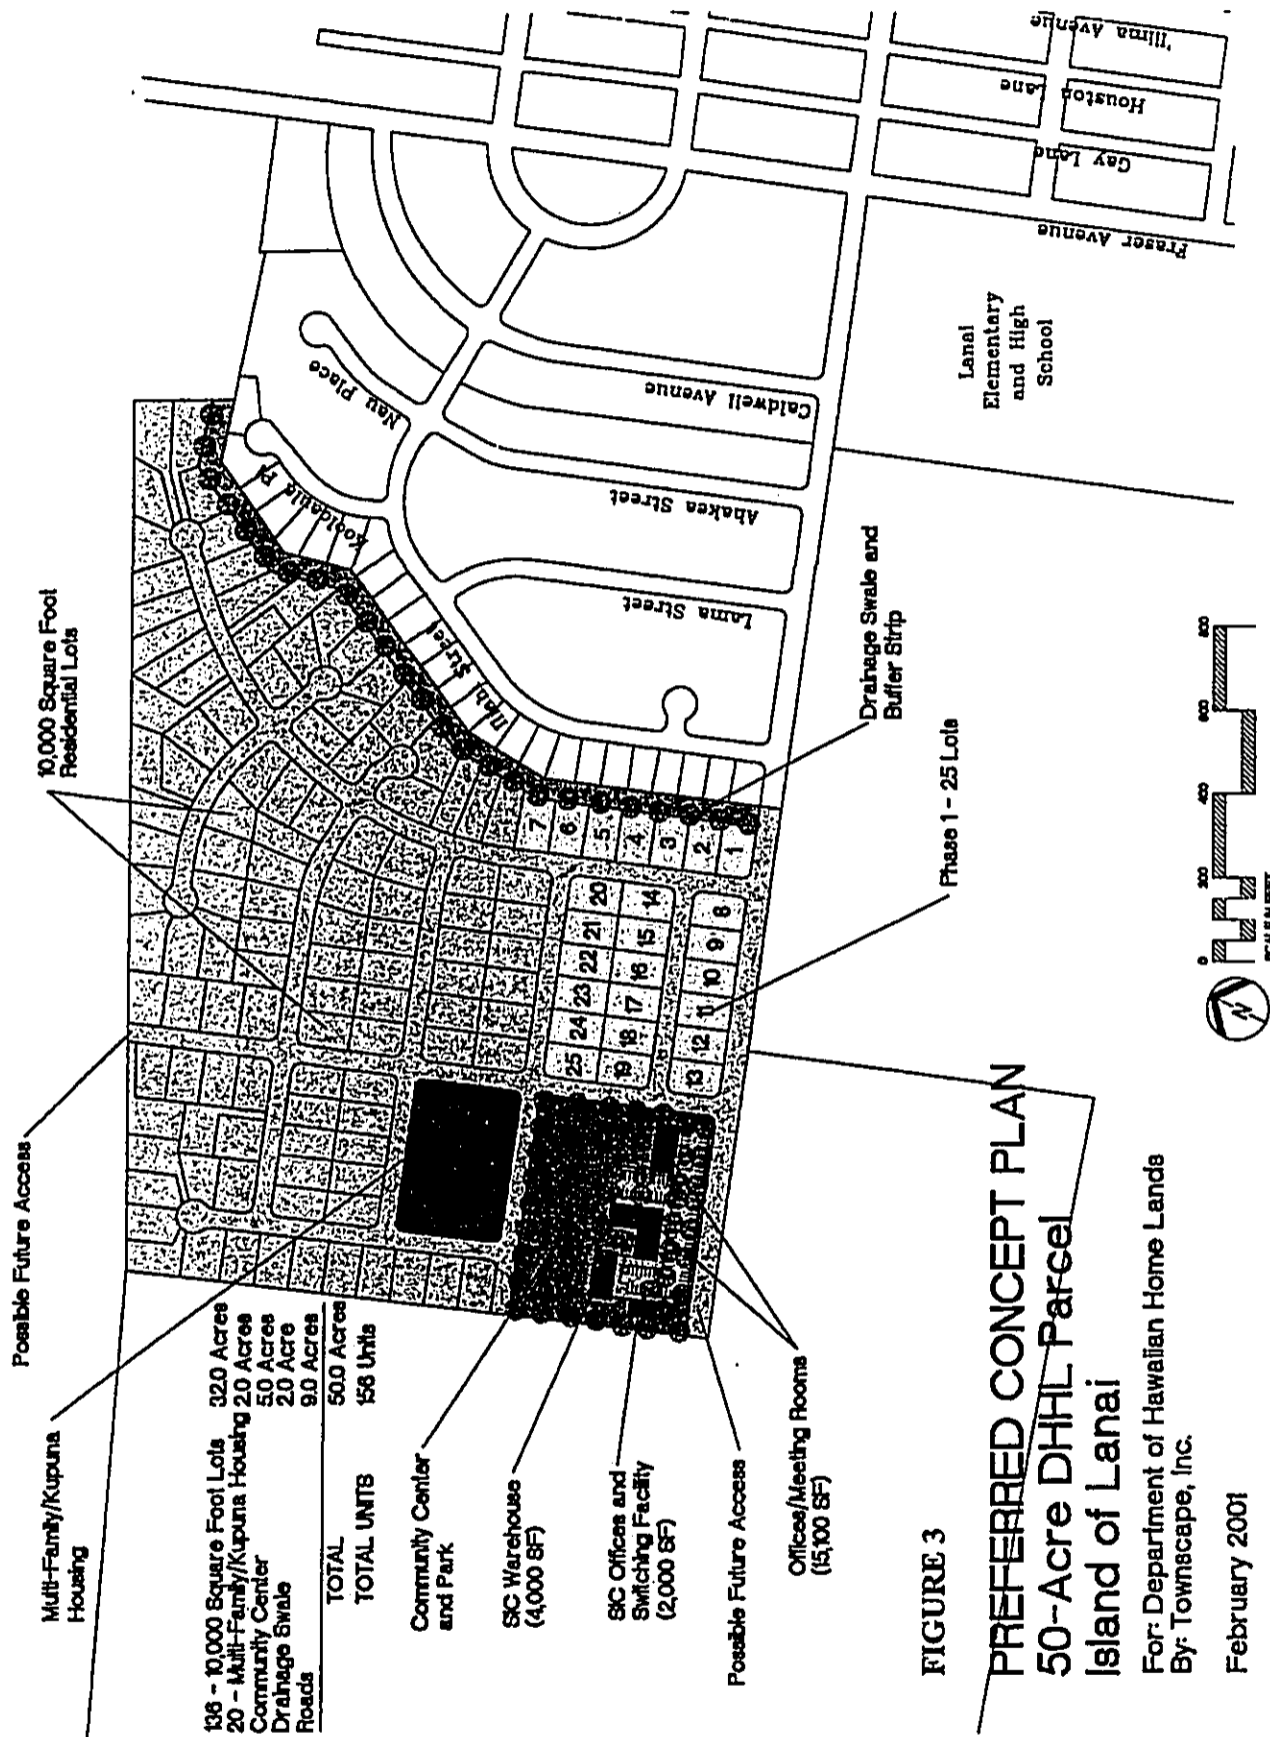 Possible Future Access
Multi-Family/Kupuna
Housing
10,000 Square Foot
Residential Lots
136 - 10,000 Square Foot Lots 32.0 Acres
20 - Multi-Family/Kupuna Housing 2.0 Acres
Community Center 5.0 Acres
Drainage Swale 2.0 Acre
Roads 9.0 Acres
TOTAL 50.0 Acres
TOTAL UNITS 156 Units
Community Center
and Park
SIC Warehouse
(4,000 SF)
SIC Offices and
Switching Facility
(2,000 SF)
Possible Future Access
Offices/Meeting Rooms
(15,100 SF)
Phase 1 - 25 Lots
Drainage Swale and
Buffer Strip
1
2
3
4
5
6
7
8
9
10
11
12
13
14
15
16
17
18
19
20
21
22
23
24
25
Nau Place
Street
Lama Street
Ahakea Street
Caldwell Avenue
Fraser Avenue
Gay Lane
Houston Lane
'Ilima Avenue
Lanai
Elementary
and High
School
0 200 400 600 800
SCALE IN FEET
N
FIGURE 3
PREFERRED CONCEPT PLAN
50-Acre DHHL Parcel
Island of Lanai
For: Department of Hawaiian Home Lands
By: Townscape, Inc.
February 2001